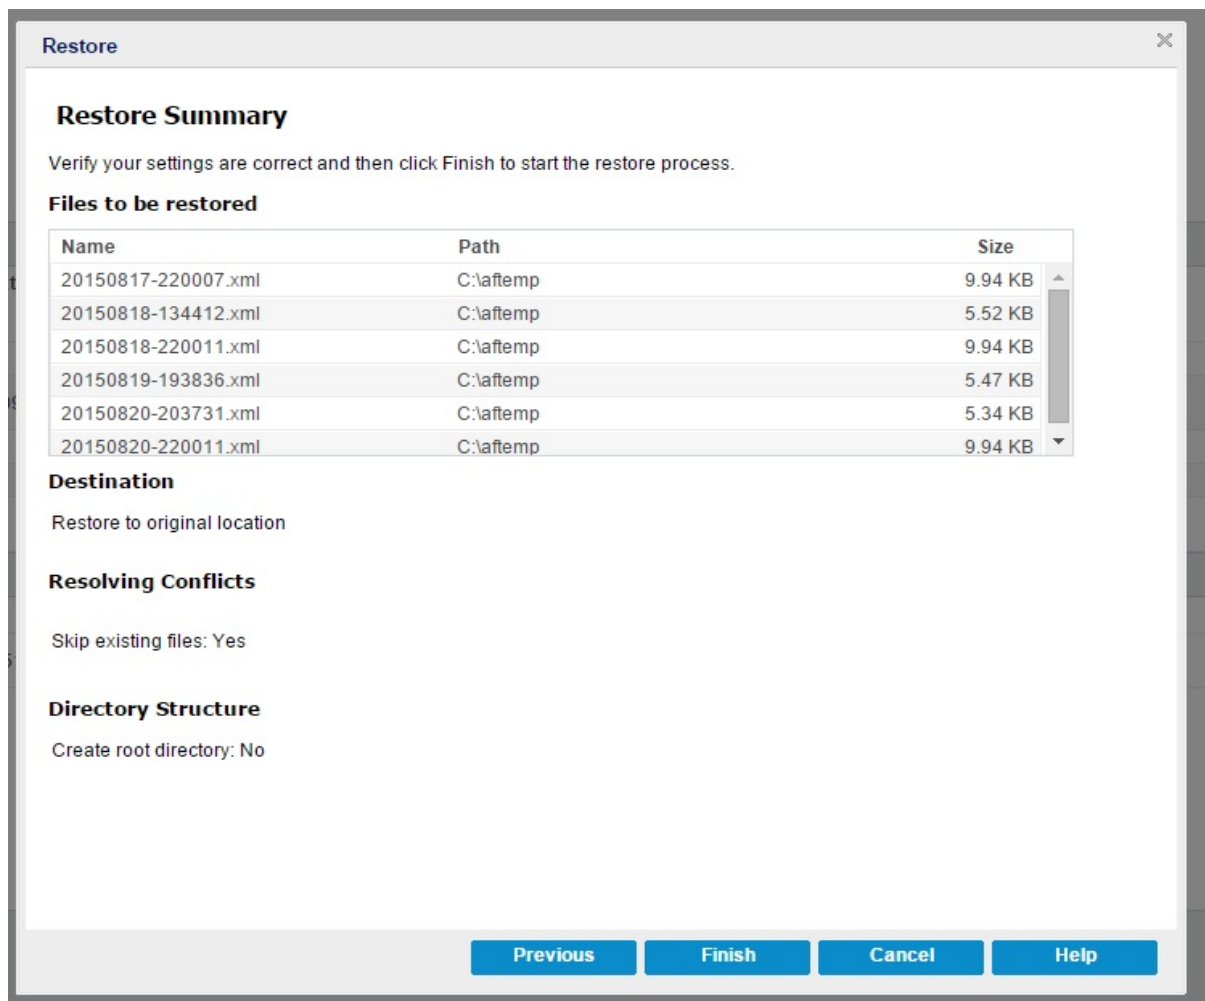 Restore
Restore Summary
Verify your settings are correct and then click Finish to start the restore process.
Files to be restored
Name Path Size
20150817-220007.xml C:\aftemp 9.94 KB
20150818-134412.xml C:\aftemp 5.52 KB
20150818-220011.xml C:\aftemp 9.94 KB
20150819-193836.xml C:\aftemp 5.47 KB
20150820-203731.xml C:\aftemp 5.34 KB
20150820-220011.xml C:\aftemp 9.94 KB
Destination
Restore to original location
Resolving Conflicts
Skip existing files: Yes
Directory Structure
Create root directory: No
Previous Finish Cancel Help